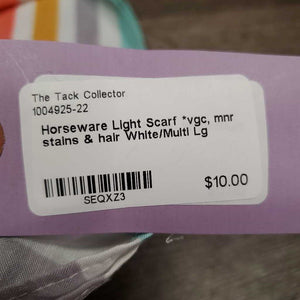 The Tack Collector
1004925-22
Horseware Light Scarf *vgc, mnr
stains & hair White/Multi Lg
SEQXZ3
$10.00